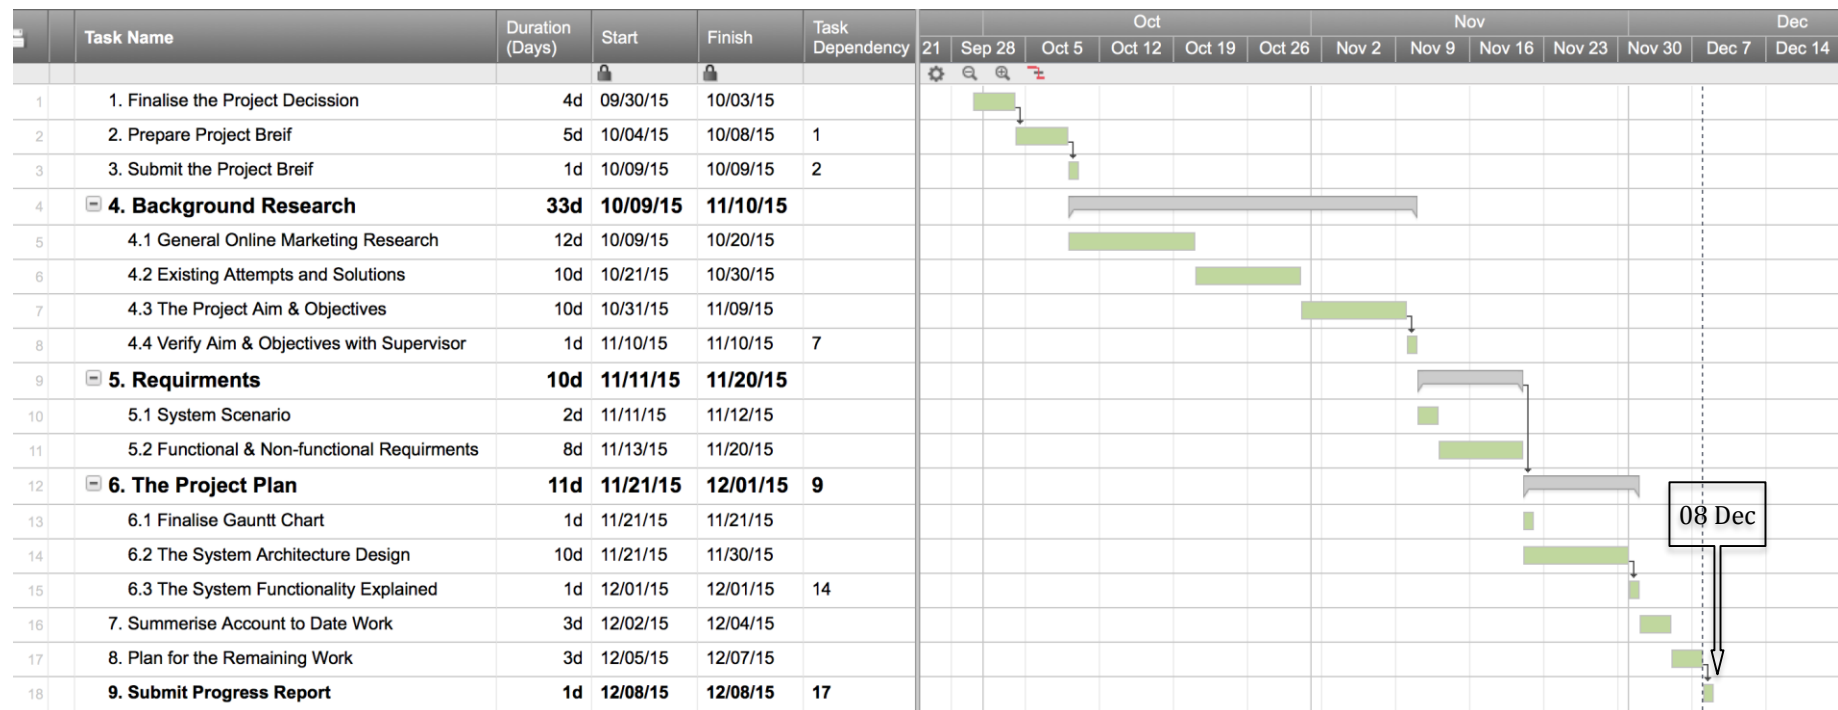 Task Name Duration (Days) Start Finish Task Dependency
Oct Nov Dec
21 Sep 28 Oct 5 Oct 12 Oct 19 Oct 26 Nov 2 Nov 9 Nov 16 Nov 23 Nov 30 Dec 7 Dec 14
1 1. Finalise the Project Decission 4d 09/30/15 10/03/15
2 2. Prepare Project Breif 5d 10/04/15 10/08/15 1
3 3. Submit the Project Breif 1d 10/09/15 10/09/15 2
4 4. Background Research 33d 10/09/15 11/10/15
5 4.1 General Online Marketing Research 12d 10/09/15 10/20/15
6 4.2 Existing Attempts and Solutions 10d 10/21/15 10/30/15
7 4.3 The Project Aim & Objectives 10d 10/31/15 11/09/15
8 4.4 Verify Aim & Objectives with Supervisor 1d 11/10/15 11/10/15 7
9 5. Requirments 10d 11/11/15 11/20/15
10 5.1 System Scenario 2d 11/11/15 11/12/15
11 5.2 Functional & Non-functional Requirments 8d 11/13/15 11/20/15
12 6. The Project Plan 11d 11/21/15 12/01/15 9
13 6.1 Finalise Gauntt Chart 1d 11/21/15 11/21/15
08 Dec
14 6.2 The System Architecture Design 10d 11/21/15 11/30/15
15 6.3 The System Functionality Explained 1d 12/01/15 12/01/15 14
16 7. Summerise Account to Date Work 3d 12/02/15 12/04/15
17 8. Plan for the Remaining Work 3d 12/05/15 12/07/15
18 9. Submit Progress Report 1d 12/08/15 12/08/15 17